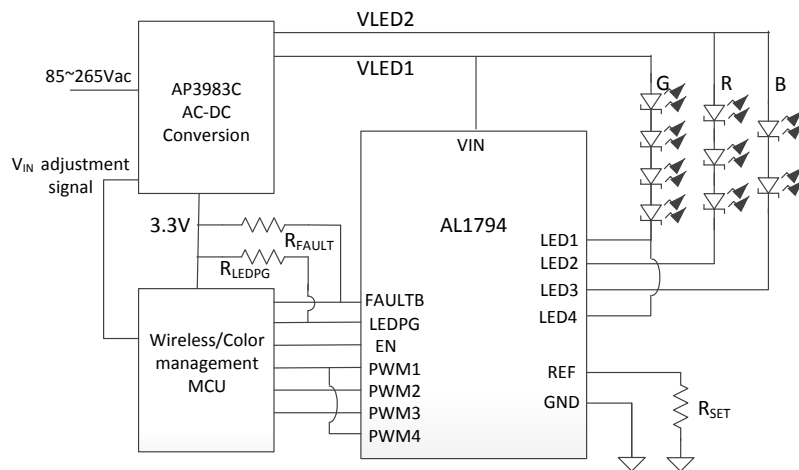 VLED2
VLED1
85~265Vac
AP3983C
AC-DC
Conversion
G
R
B
VIN
VIN adjustment
signal
3.3V
RFAULT
RLEDPG
AL1794
LED1
LED2
LED3
LED4
FAULTB
LEDPG
EN
PWM1
PWM2
PWM3
PWM4
Wireless/Color
management
MCU
REF
GND
RSET